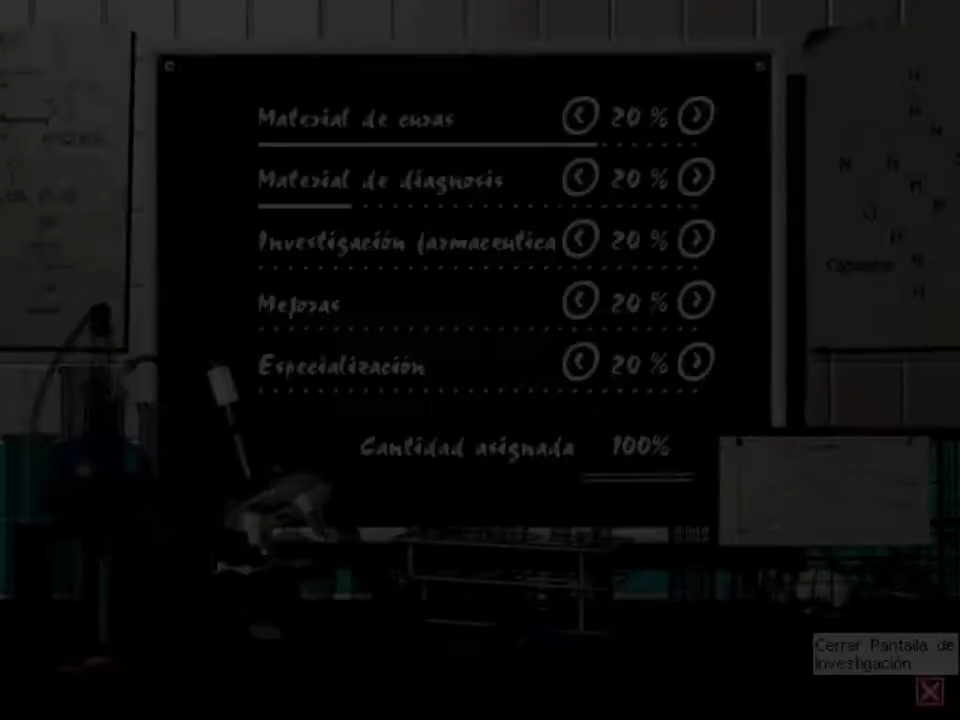 Material de curas 20 %
Material de diagnosis 20 %
Investigación farmaceutica 20 %
Mejoras 20 %
Especialización 20 %
Cantidad asignada 100%
Cerrar Pantalla de
investigación